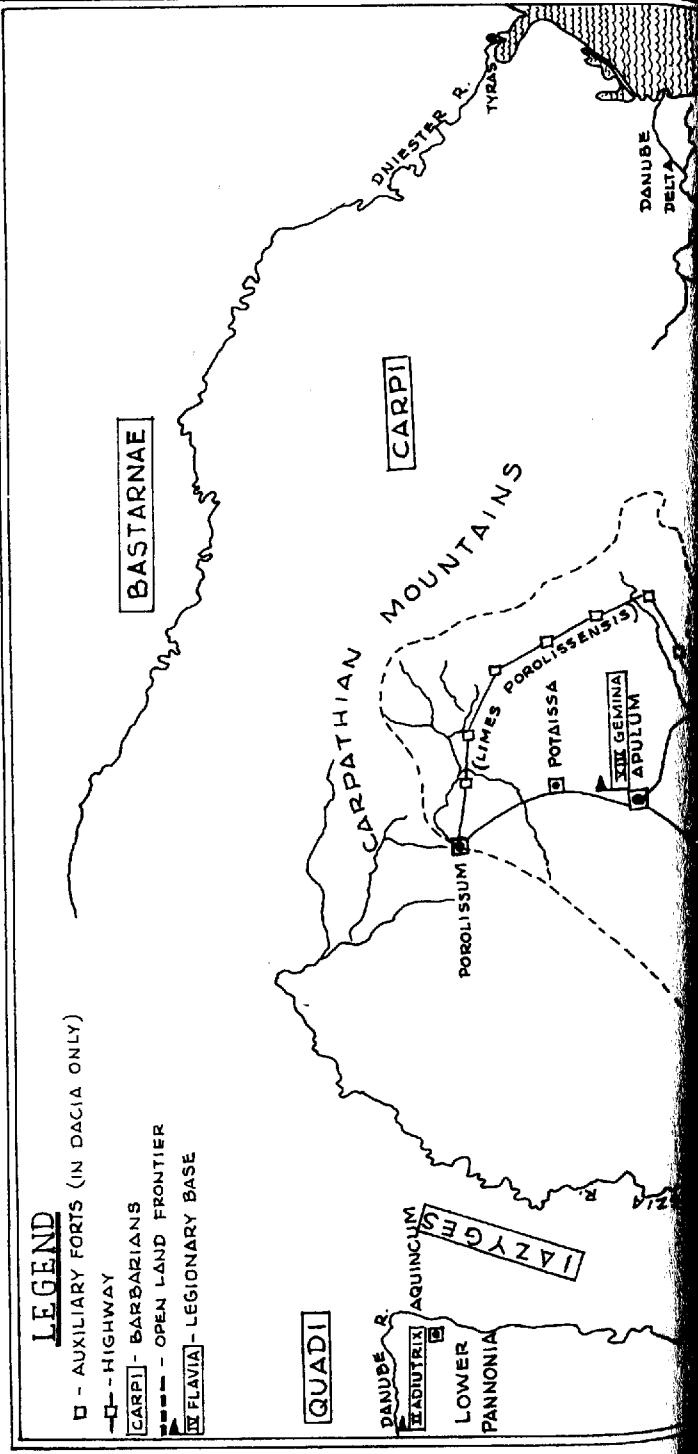 LEGEND
- AUXILIARY FORTS (IN DACIA ONLY)
- HIGHWAY
CARPI - BARBARIANS
- OPEN LAND FRONTIER
IV FLAVIA - LEGIONARY BASE
QUADI
DANUBE R.
II ADIUTRIX
AQUINCUM
LOWER
PANNONIA
IAZYGES
R.
BASTARNAE
CARPATHIAN MOUNTAINS
POROLISSUM
(LIMES POROLISSENSIS)
POTAISSA
XIII GEMINA
APULUM
CARPI
DNIESTER R.
TYRAS
DANUBE
DELTA